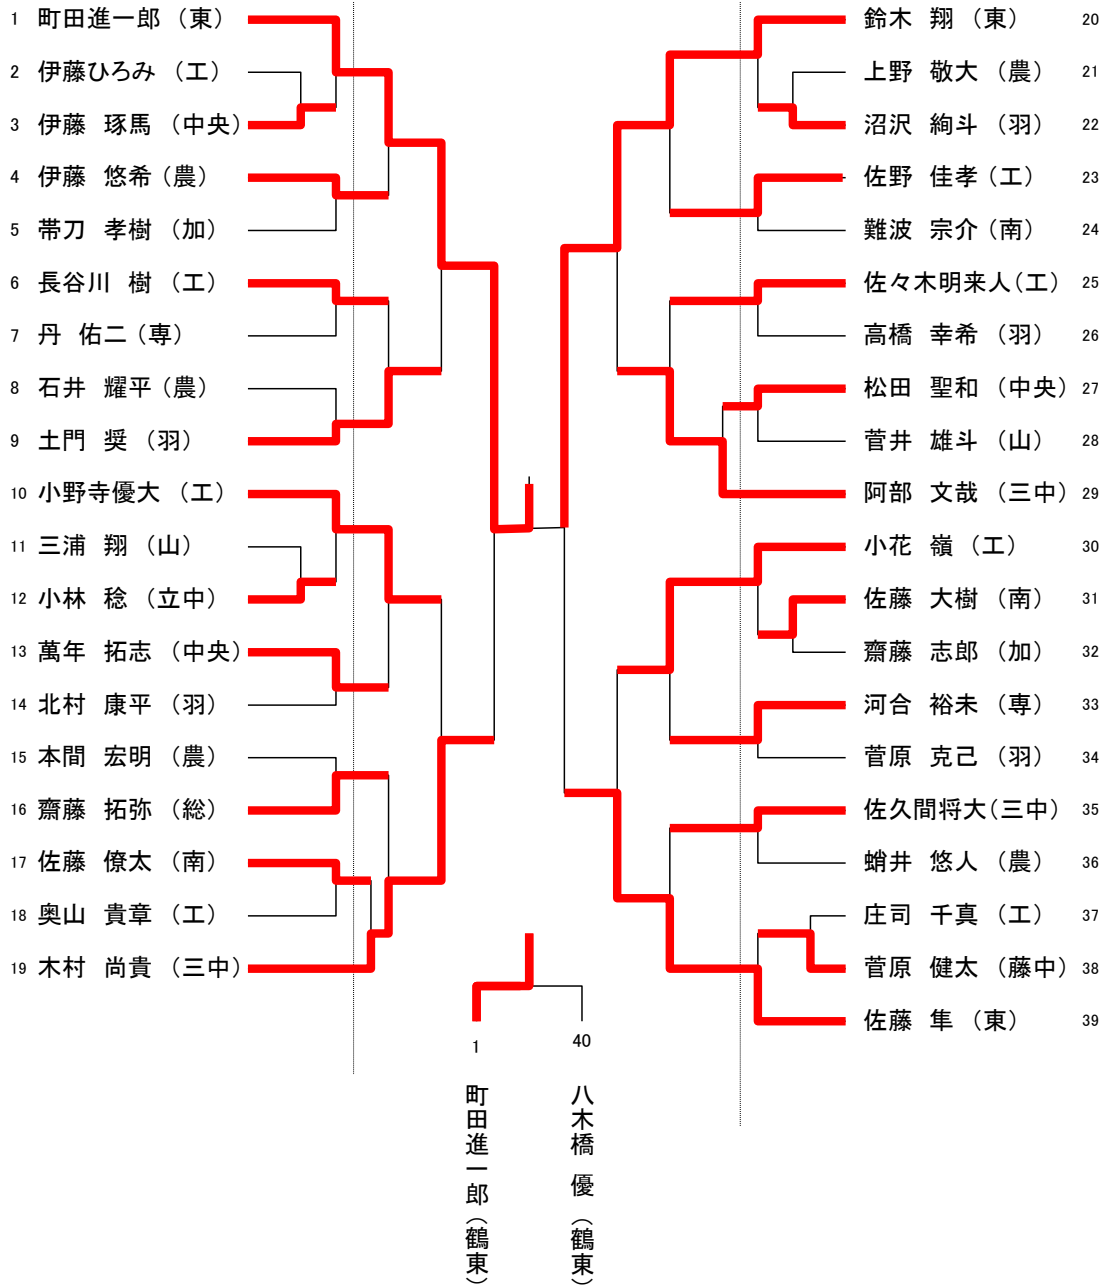 1 町田進一郎 (東)
2 伊藤ひろみ (工)
3 伊藤 琢馬 (中央)
4 伊藤 悠希 (農)
5 帯刀 孝樹 (加)
6 長谷川 樹 (工)
7 丹 佑二 (専)
8 石井 耀平 (農)
9 土門 奨 (羽)
10 小野寺優大 (工)
11 三浦 翔 (山)
12 小林 稔 (立中)
13 萬年 拓志 (中央)
14 北村 康平 (羽)
15 本間 宏明 (農)
16 齋藤 拓弥 (総)
17 佐藤 僚太 (南)
18 奥山 貴章 (工)
19 木村 尚貴 (三中)
鈴木 翔 (東) 20
上野 敬大 (農) 21
沼沢 絢斗 (羽) 22
佐野 佳孝 (工) 23
難波 宗介 (南) 24
佐々木明来人(工) 25
高橋 幸希 (羽) 26
松田 聖和 (中央) 27
菅井 雄斗 (山) 28
阿部 文哉 (三中) 29
小花 嶺 (工) 30
佐藤 大樹 (南) 31
齋藤 志郎 (加) 32
河合 裕未 (専) 33
菅原 克己 (羽) 34
佐久間将大(三中) 35
蛸井 悠人 (農) 36
庄司 千真 (工) 37
菅原 健太 (藤中) 38
佐藤 隼 (東) 39
1
町田進一郎(鶴東)
40
八木橋 優 (鶴東)